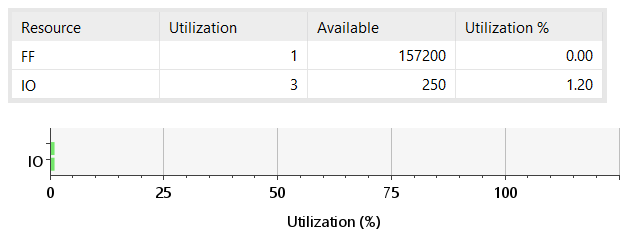 Resource Utilization Available Utilization %
FF 1 157200 0.00
IO 3 250 1.20
IO
0 25 50 75 100
Utilization (%)